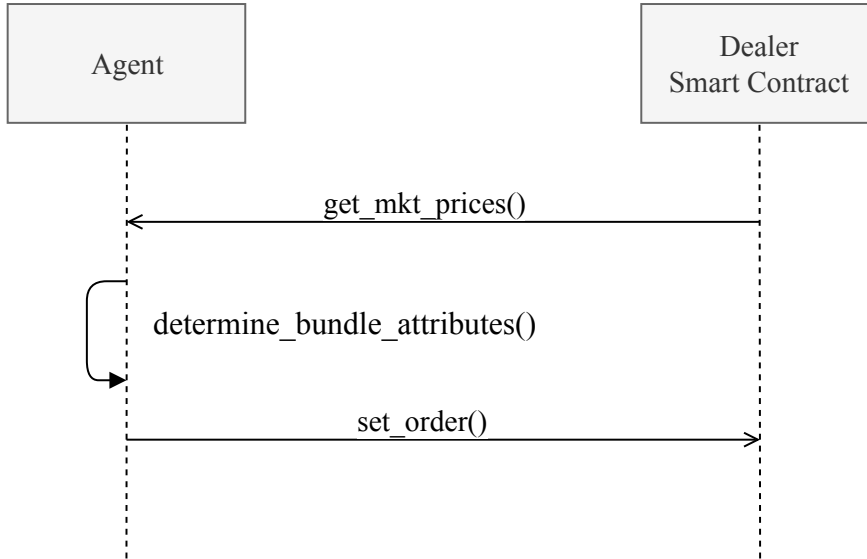 Agent
Dealer
Smart Contract
get_mkt_prices()
determine_bundle_attributes()
set_order()